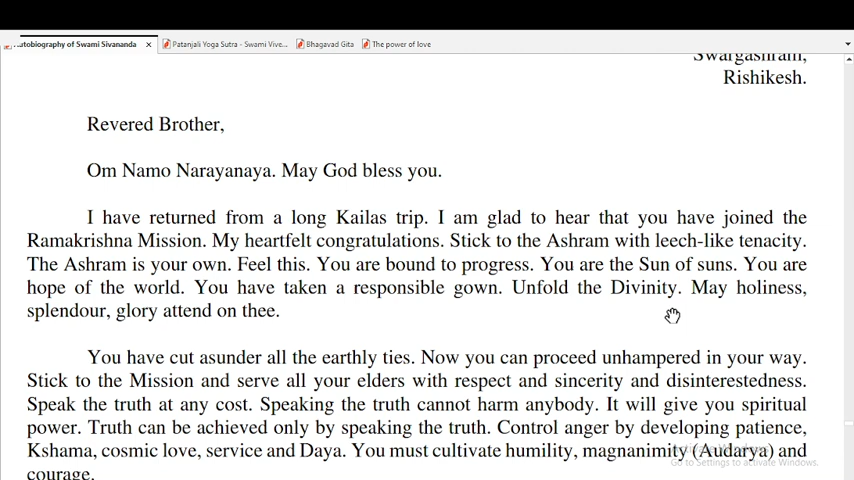 Autobiography of Swami Sivananda
Patanjali Yoga Sutra - Swami Vive...
Bhagavad Gita
The power of love
Swargashram,
Rishikesh.
Revered Brother,
Om Namo Narayanaya. May God bless you.
I have returned from a long Kailas trip. I am glad to hear that you have joined the
Ramakrishna Mission. My heartfelt congratulations. Stick to the Ashram with leech-like tenacity.
The Ashram is your own. Feel this. You are bound to progress. You are the Sun of suns. You are
hope of the world. You have taken a responsible gown. Unfold the Divinity. May holiness,
splendour, glory attend on thee.
You have cut asunder all the earthly ties. Now you can proceed unhampered in your way.
Stick to the Mission and serve all your elders with respect and sincerity and disinterestedness.
Speak the truth at any cost. Speaking the truth cannot harm anybody. It will give you spiritual
power. Truth can be achieved only by speaking the truth. Control anger by developing patience,
Kshama, cosmic love, service and Daya. You must cultivate humility, magnanimity (Audarya) and
courage.
Activate Windows
Go to Settings to activate Windows.